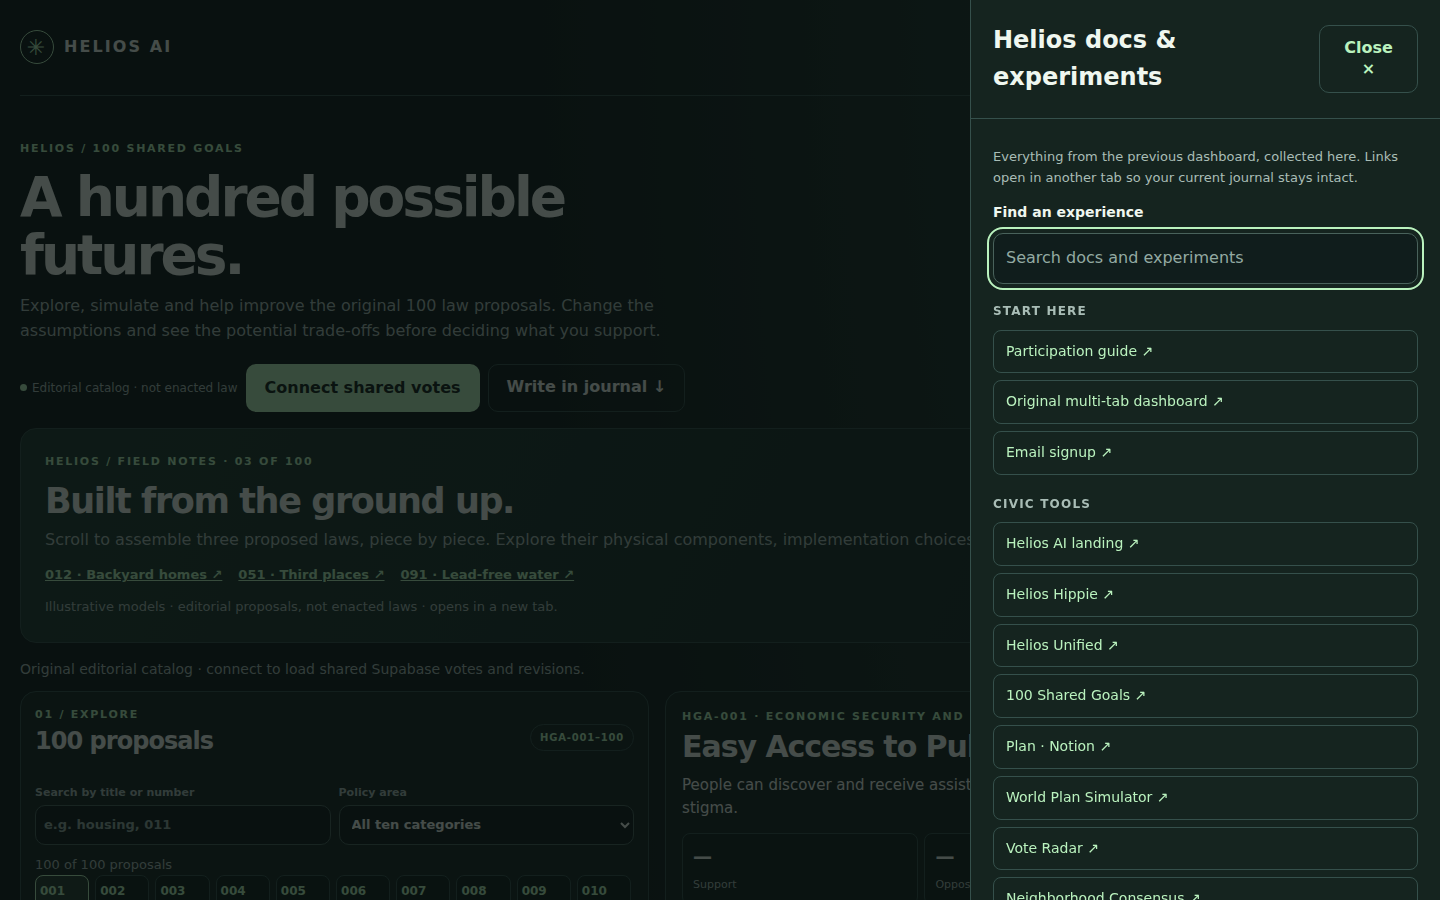 HELIOS AI
HELIOS / 100 SHARED GOALS
A hundred possible
futures.
Explore, simulate and help improve the original 100 law proposals. Change the
assumptions and see the potential trade-offs before deciding what you support.
Editorial catalog · not enacted law
Connect shared votes
Write in journal ↓
HELIOS / FIELD NOTES · 03 OF 100
Built from the ground up.
Scroll to assemble three proposed laws, piece by piece. Explore their physical components, implementation choices
012 · Backyard homes ↗ 051 · Third places ↗ 091 · Lead-free water ↗
Illustrative models · editorial proposals, not enacted laws · opens in a new tab.
Original editorial catalog · connect to load shared Supabase votes and revisions.
01 / EXPLORE
100 proposals
HGA-001–100
Search by title or number
Policy area
e.g. housing, 011
All ten categories
100 of 100 proposals
001 002 003 004 005 006 007 008 009 010
HGA-001 · ECONOMIC SECURITY AND
Easy Access to Pu
People can discover and receive assist
stigma.
—
Support
—
Oppos
Helios docs &
experiments
Close
×
Everything from the previous dashboard, collected here. Links
open in another tab so your current journal stays intact.
Find an experience
Search docs and experiments
START HERE
Participation guide ↗
Original multi-tab dashboard ↗
Email signup ↗
CIVIC TOOLS
Helios AI landing ↗
Helios Hippie ↗
Helios Unified ↗
100 Shared Goals ↗
Plan · Notion ↗
World Plan Simulator ↗
Vote Radar ↗
Neighborhood Consensus ↗